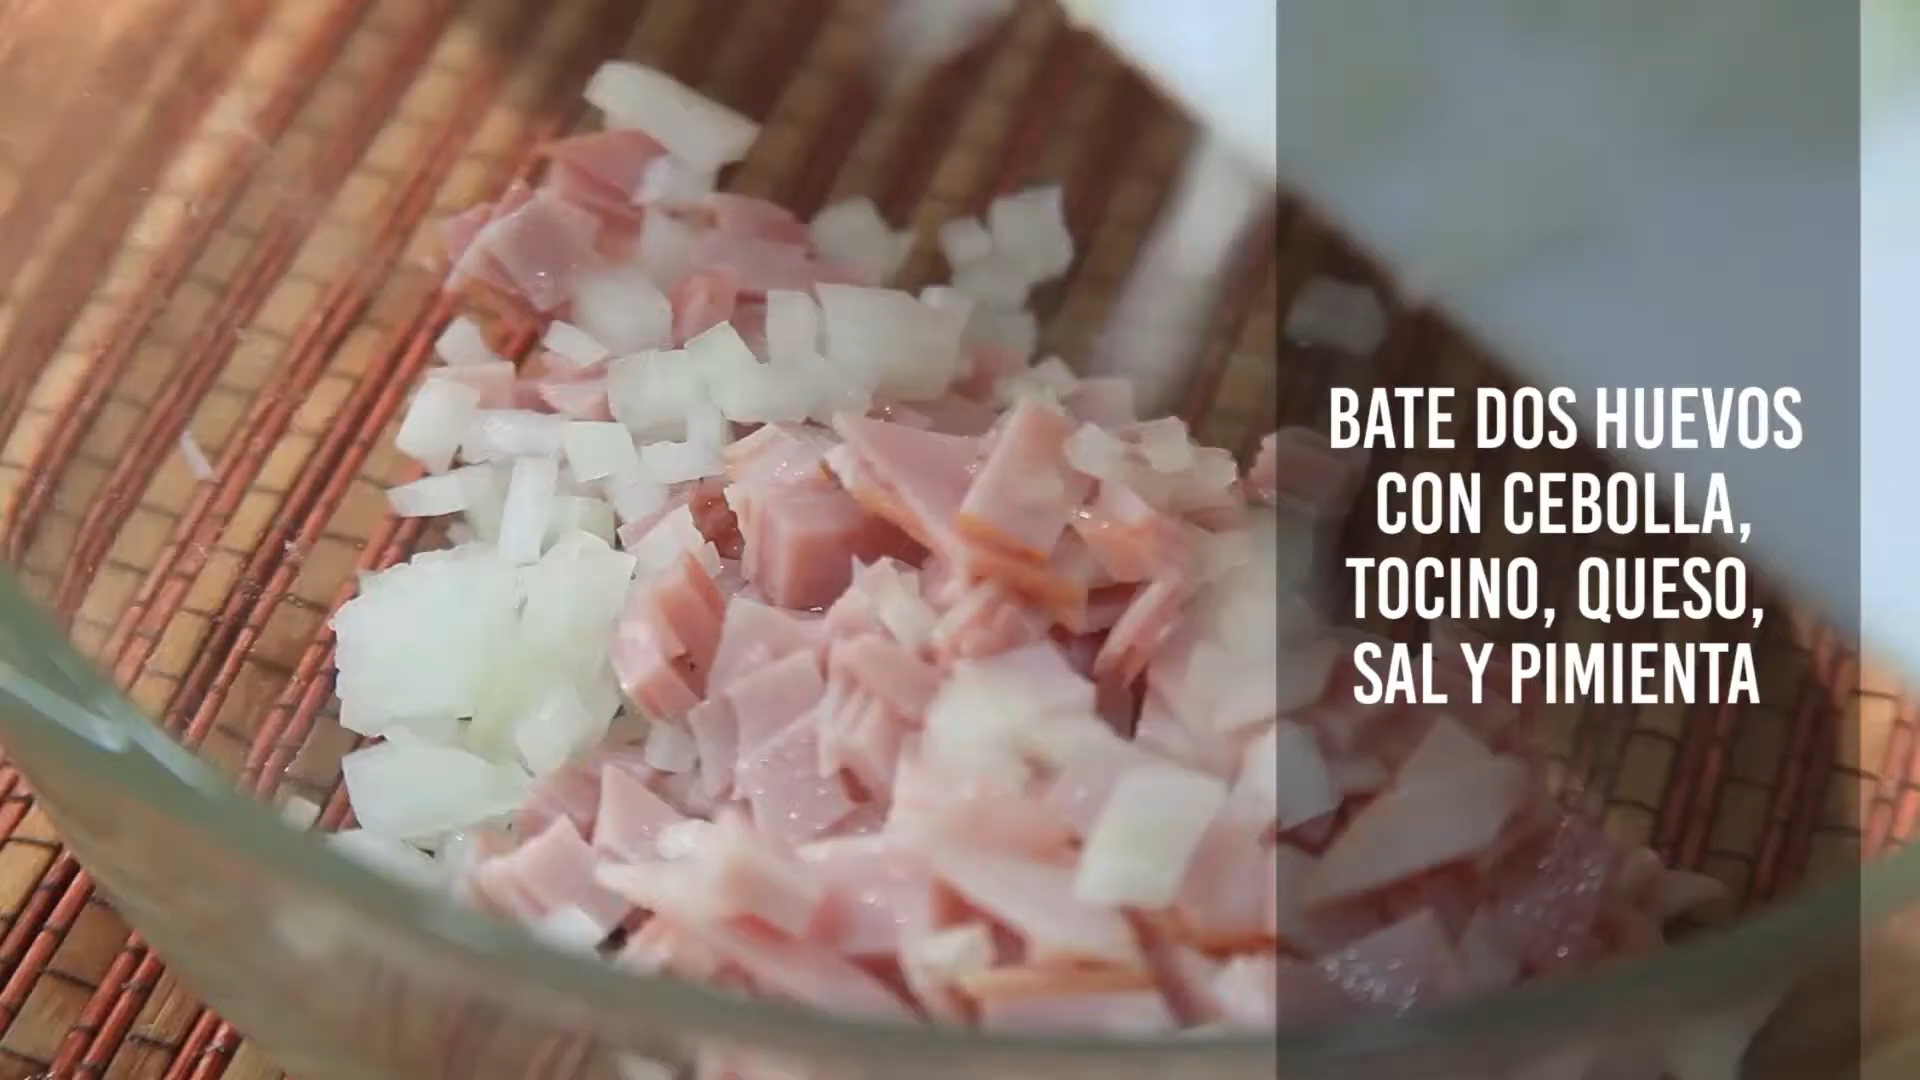 BATE DOS HUEVOS
CON CEBOLLA,
TOCINO, QUESO,
SAL Y PIMIENTA